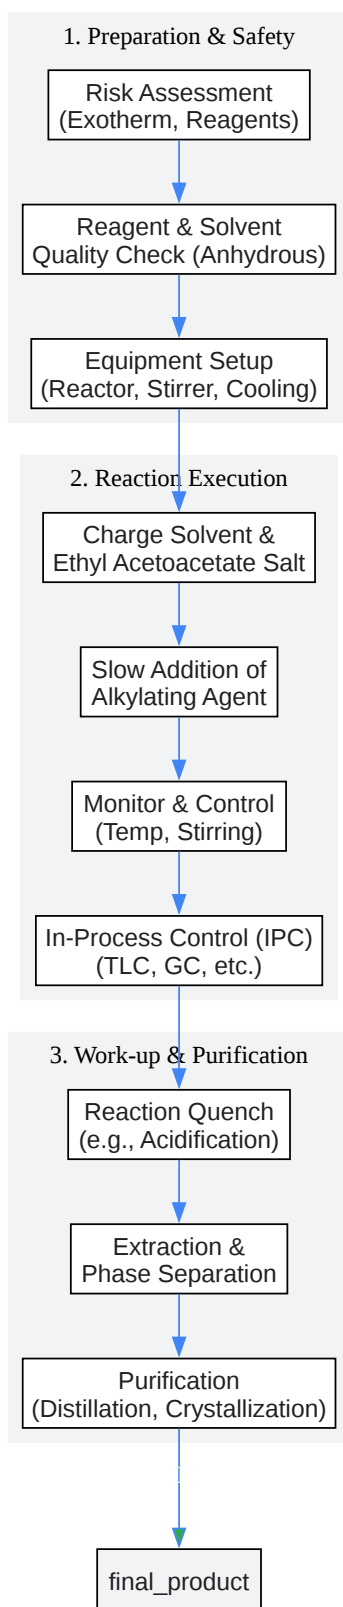 1. Preparation & Safety
Risk Assessment
(Exotherm, Reagents)
Reagent & Solvent
Quality Check (Anhydrous)
Equipment Setup
(Reactor, Stirrer, Cooling)
2. Reaction Execution
Charge Solvent &
Ethyl Acetoacetate Salt
Slow Addition of
Alkylating Agent
Monitor & Control
(Temp, Stirring)
In-Process Control (IPC)
(TLC, GC, etc.)
3. Work-up & Purification
Reaction Quench
(e.g., Acidification)
Extraction &
Phase Separation
Purification
(Distillation, Crystallization)
final_product